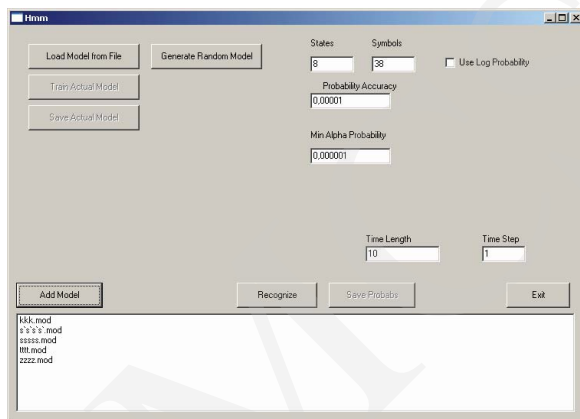 Hmm
States Symbols
Load Model from File Generate Random Model 8 38 Use Log Probability
Train Actual Model Probability Accuracy
0,00001
Save Actual Model
Min Alpha Probability
0,000001
Time Length Time Step
10 1
Add Model Recognize Save Probabs Exit
kkk.mod
s`s`s`s`.mod
sssss.mod
tttt.mod
zzzz.mod